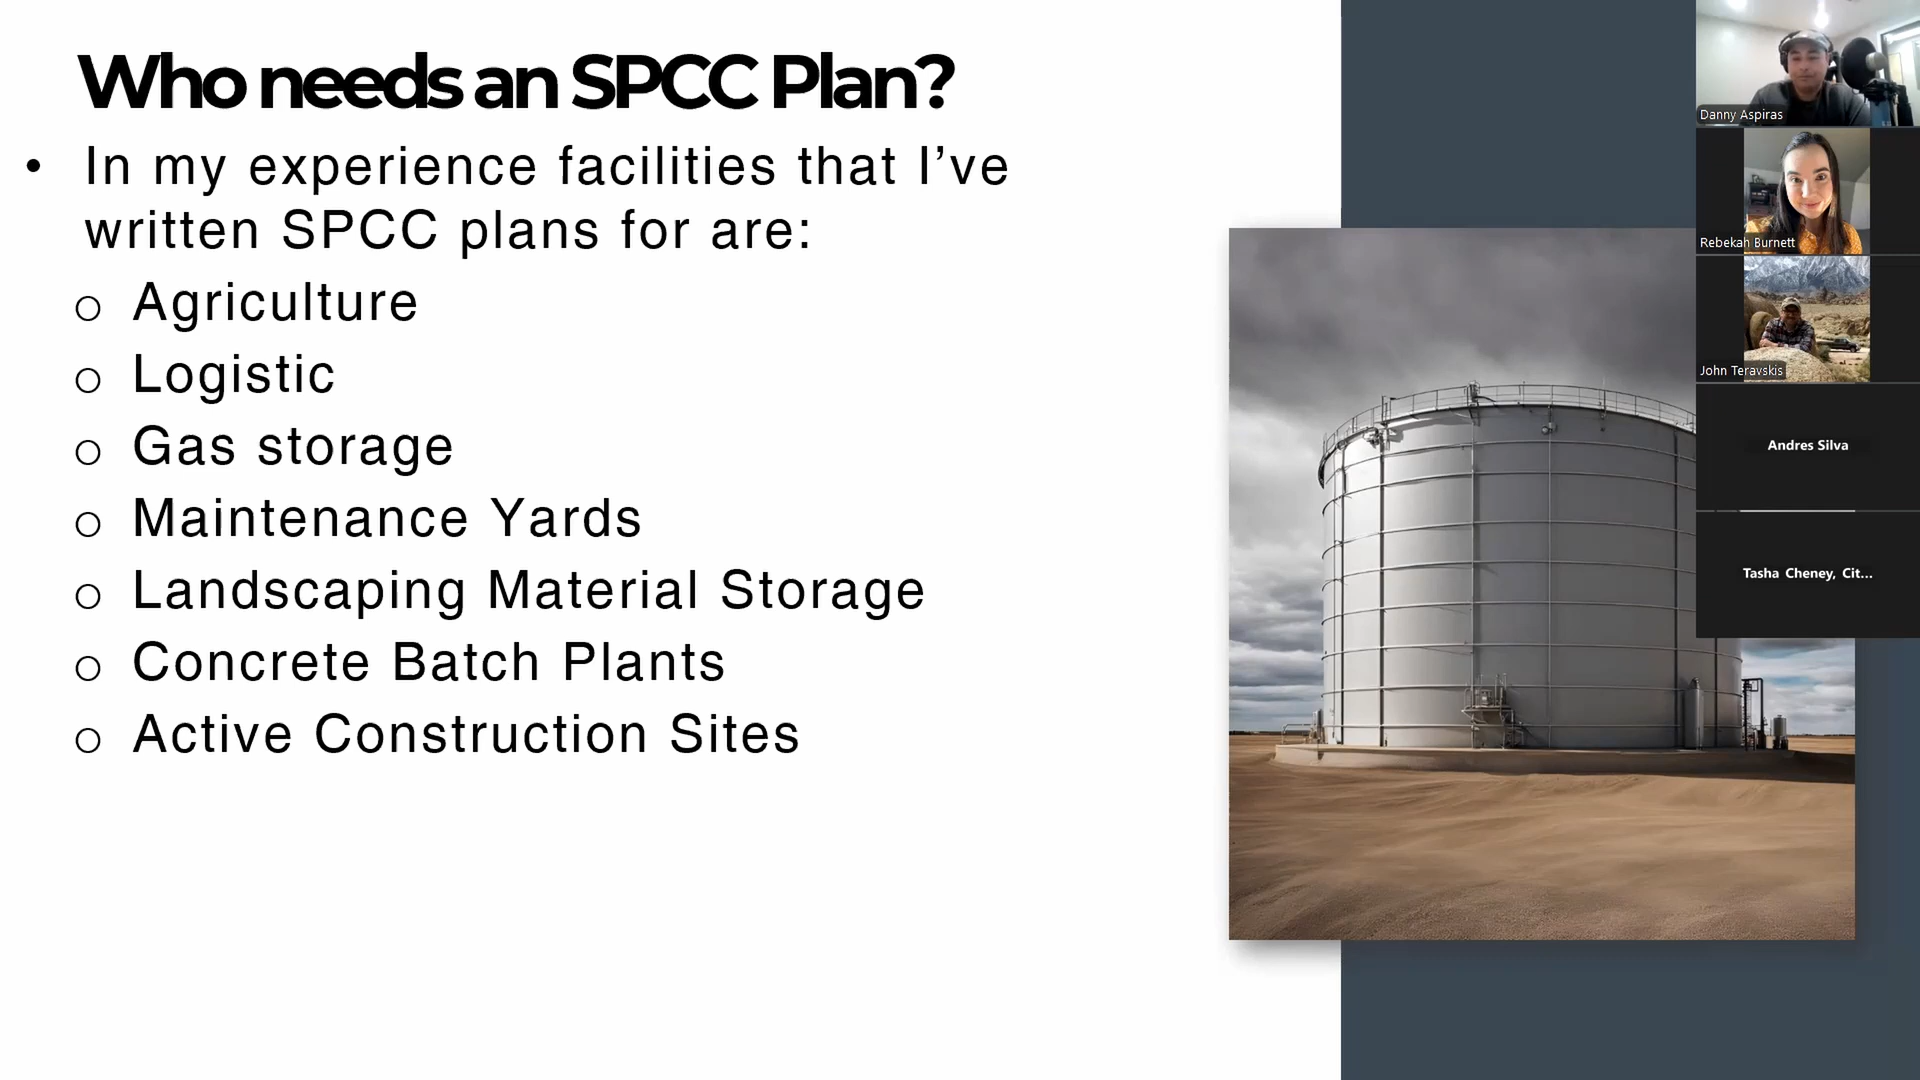 Who needs an SPCC Plan?
• In my experience facilities that I’ve
written SPCC plans for are:
o Agriculture
o Logistic
o Gas storage
o Maintenance Yards
o Landscaping Material Storage
o Concrete Batch Plants
o Active Construction Sites
Danny Aspiras
Rebekah Burnett
John Teravskis
Andres Silva
Tasha Cheney, Cit...